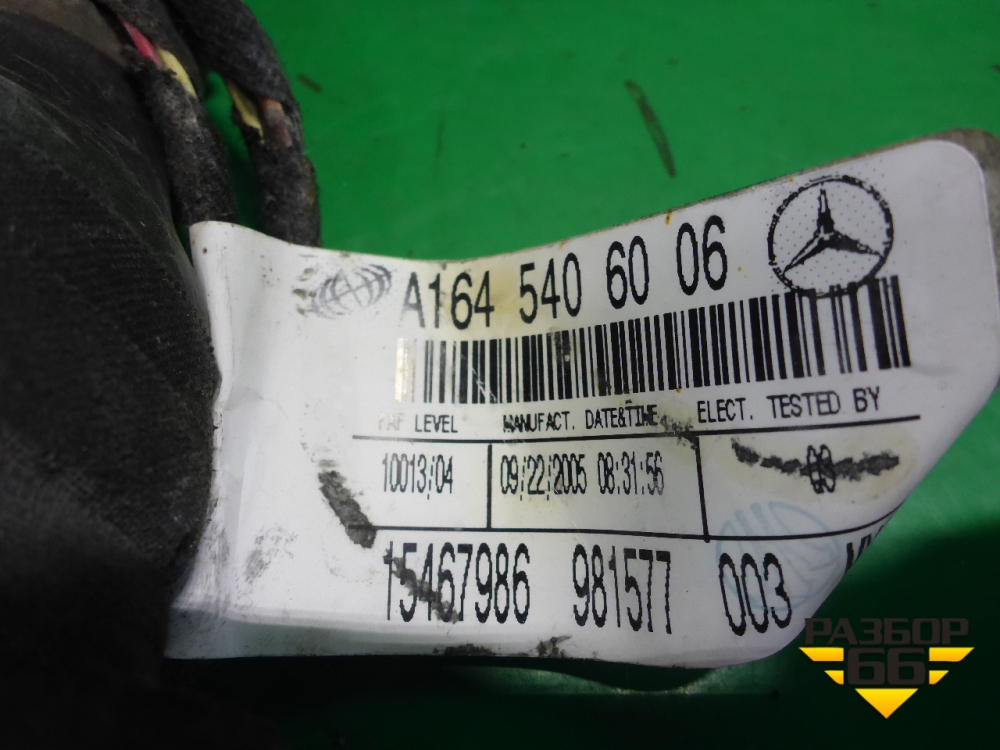 A164 540 60 06
LEVEL MANUFACT. DATE&TIME ELECT. TESTED BY
10013/04 09/22/2005 08:31:56
15467986 981577 003
РАЗБОР
66